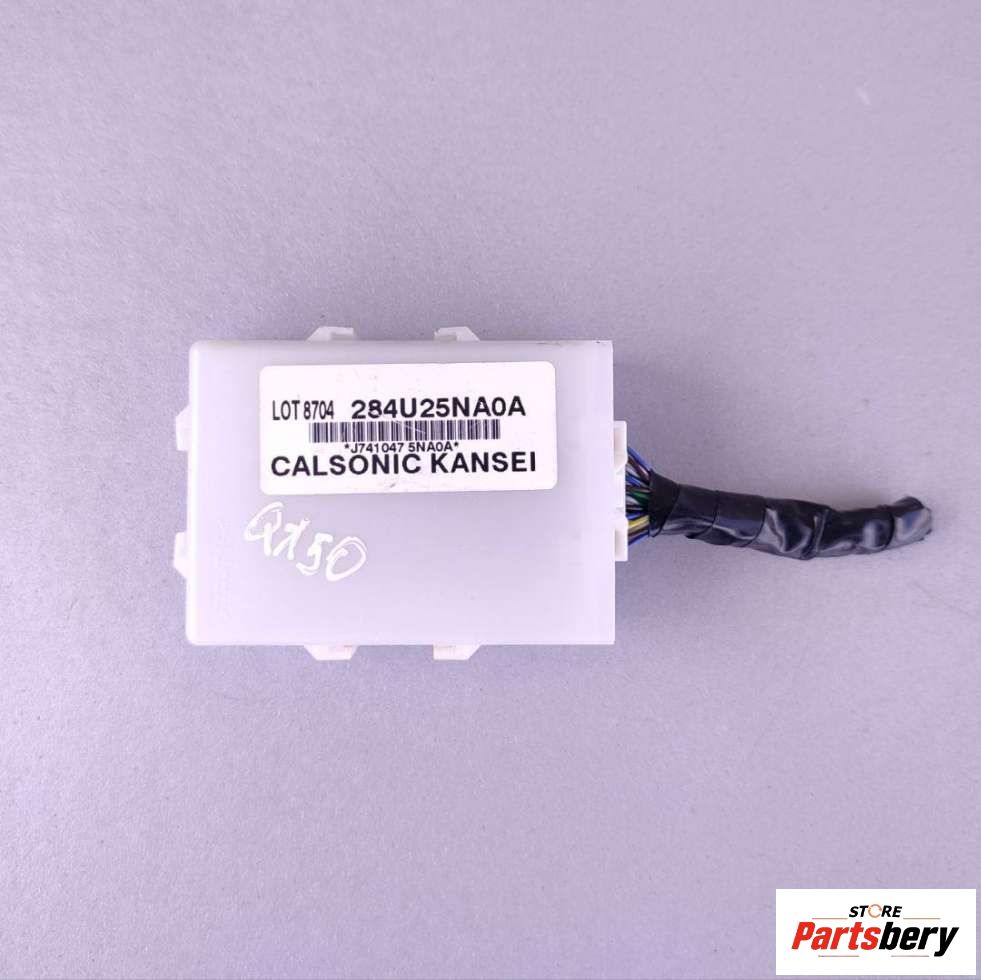 LOT 8704 284U25NA0A
*J741047 5NA0A*
CALSONIC KANSEI
QX50
STORE
Partsbery